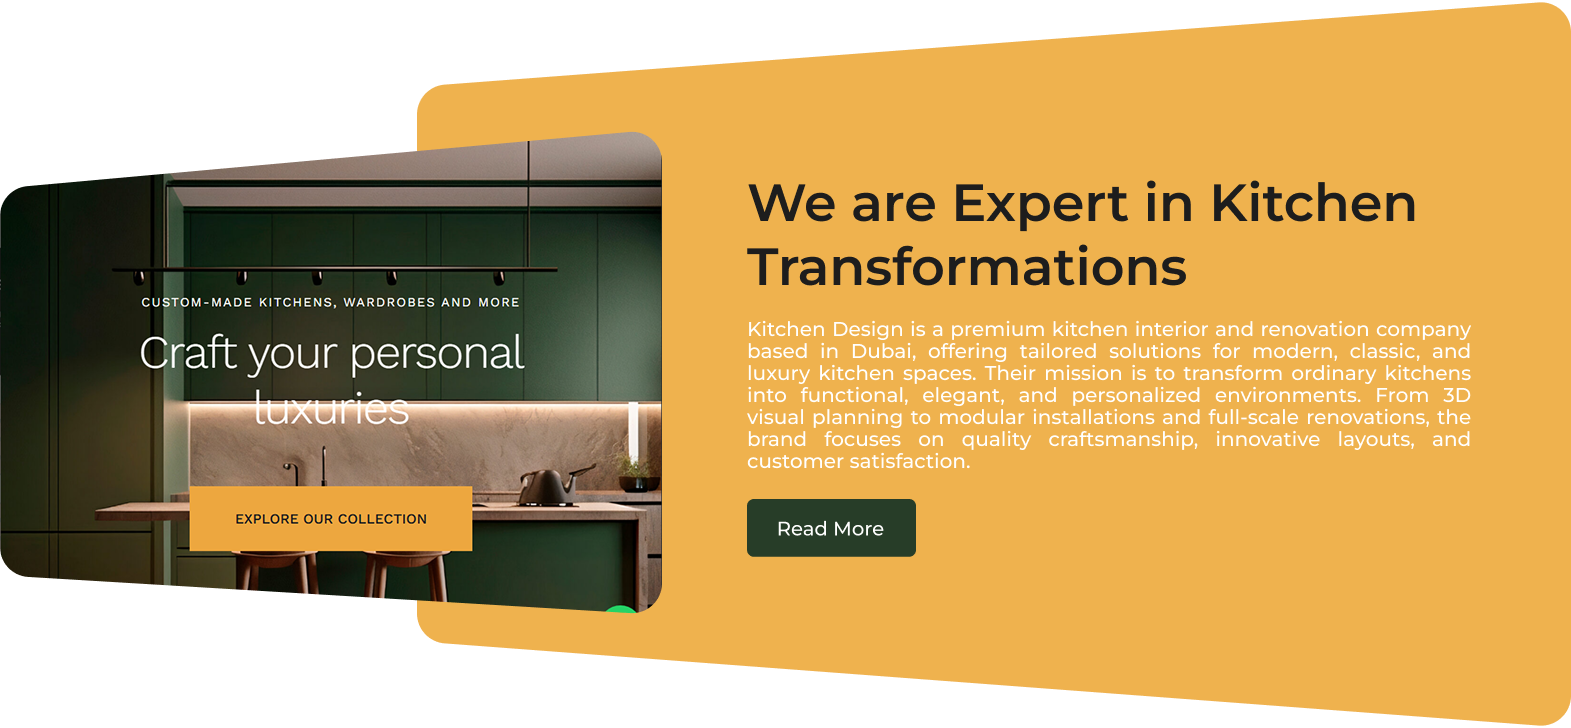 CUSTOM-MADE KITCHENS, WARDROBES AND MORE
Craft your personal
luxuries
EXPLORE OUR COLLECTION
We are Expert in Kitchen
Transformations
Kitchen Design is a premium kitchen interior and renovation company
based in Dubai, offering tailored solutions for modern, classic, and
luxury kitchen spaces. Their mission is to transform ordinary kitchens
into functional, elegant, and personalized environments. From 3D
visual planning to modular installations and full-scale renovations, the
brand focuses on quality craftsmanship, innovative layouts, and
customer satisfaction.
Read More